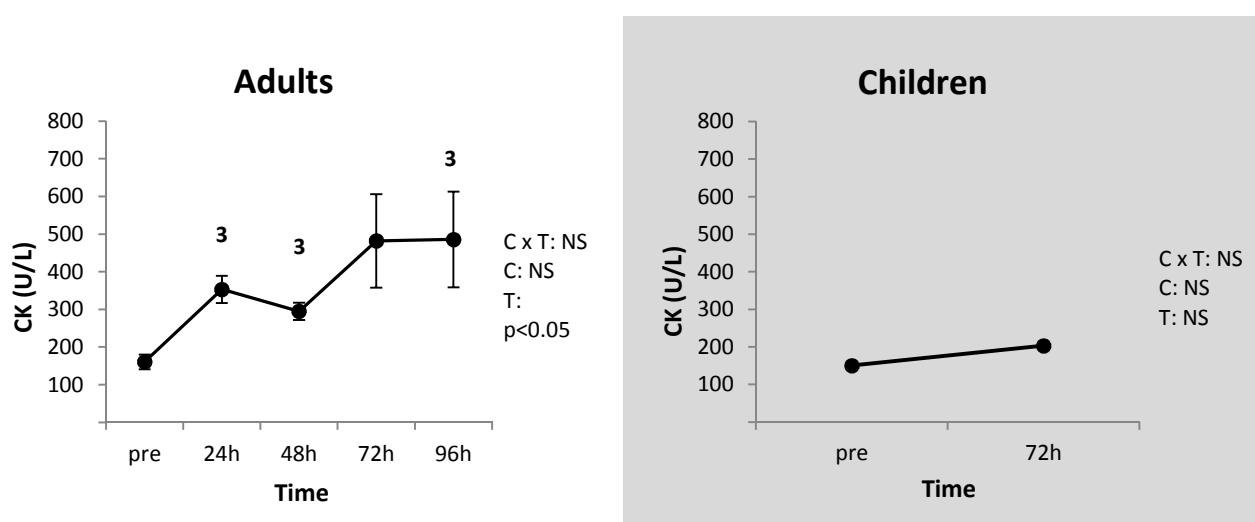 Adults
800
700
600
500
400
300
200
100
CK (U/L)
3
3
3
pre 24h 48h 72h 96h
Time
C x T: NS
C: NS
T:
p<0.05
Children
800
700
600
500
400
300
200
100
CK (U/L)
pre 72h
Time
C x T: NS
C: NS
T: NS